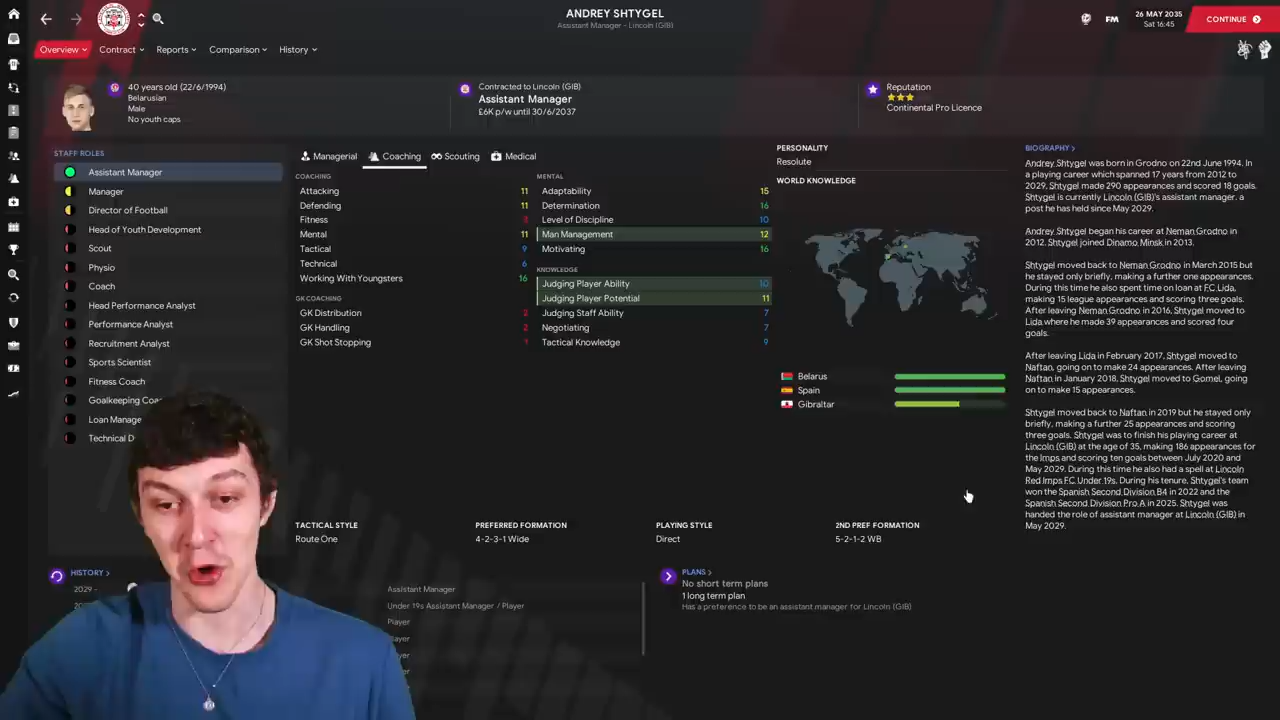 ANDREY SHTYGEL
Assistant Manager - Lincoln (GIB)
FM
26 MAY 2035
Sat 16:45
CONTINUE
Overview
Contract
Reports
Comparison
History
40 years old (22/6/1994)
Belarusian
Male
No youth caps
Contracted to Lincoln (GIB)
Assistant Manager
£6K p/w until 30/6/2037
Reputation
Continental Pro Licence
STAFF ROLES
Assistant Manager
Manager
Director of Football
Head of Youth Development
Scout
Physio
Coach
Head Performance Analyst
Performance Analyst
Recruitment Analyst
Sports Scientist
Fitness Coach
Goalkeeping Coa
Loan Manage
Technical D
Managerial
Coaching
Scouting
Medical
COACHING
Attacking 11
Defending 11
Fitness
Mental 11
Tactical 9
Technical 6
Working With Youngsters 16
GK COACHING
GK Distribution 2
GK Handling 2
GK Shot Stopping 1
MENTAL
Adaptability 15
Determination 16
Level of Discipline 10
Man Management 12
Motivating 16
KNOWLEDGE
Judging Player Ability 10
Judging Player Potential 11
Judging Staff Ability 7
Negotiating 7
Tactical Knowledge 9
PERSONALITY
Resolute
WORLD KNOWLEDGE
Belarus
Spain
Gibraltar
BIOGRAPHY >
Andrey Shtygel was born in Grodno on 22nd June 1994. In
a playing career which spanned 17 years from 2012 to
2029, Shtygel made 290 appearances and scored 18 goals.
Shtygel is currently Lincoln (GIB)'s assistant manager. a
post he has held since May 2029.
Andrey Shtygel began his career at Neman Grodno in
2012. Shtygel joined Dinamo Minsk in 2013.
Shtygel moved back to Neman Grodno in March 2015 but
he stayed only briefly, making a further one appearances.
During this time he also spent time on loan at FC Lida,
making 15 league appearances and scoring three goals.
After leaving Neman Grodno in 2016, Shtygel moved to
Lida where he made 39 appearances and scored four
goals.
After leaving Lida in February 2017, Shtygel moved to
Naftan, going on to make 24 appearances. After leaving
Naftan in January 2018, Shtygel moved to Gomel, going
on to make 15 appearances.
Shtygel moved back to Naftan in 2019 but he stayed only
briefly, making a further 25 appearances and scoring
three goals. Shtygel was to finish his playing career at
Lincoln (GIB) at the age of 35, making 186 appearances for
the Imps and scoring ten goals between July 2020 and
May 2029. During this time he also had a spell at Lincoln
Red Imps FC Under 19s. During his tenure, Shtygel's team
won the Spanish Second Division B4 in 2022 and the
Spanish Second Division Pro A in 2025. Shtygel was
handed the role of assistant manager at Lincoln (GIB) in
May 2029.
TACTICAL STYLE
Route One
PREFERRED FORMATION
4-2-3-1 Wide
PLAYING STYLE
Direct
2ND PREF FORMATION
5-2-1-2 WB
HISTORY >
2029 -
Assistant Manager
Under 19s Assistant Manager / Player
Player
PLANS >
No short term plans
1 long term plan
Has a preference to be an assistant manager for Lincoln (GIB)